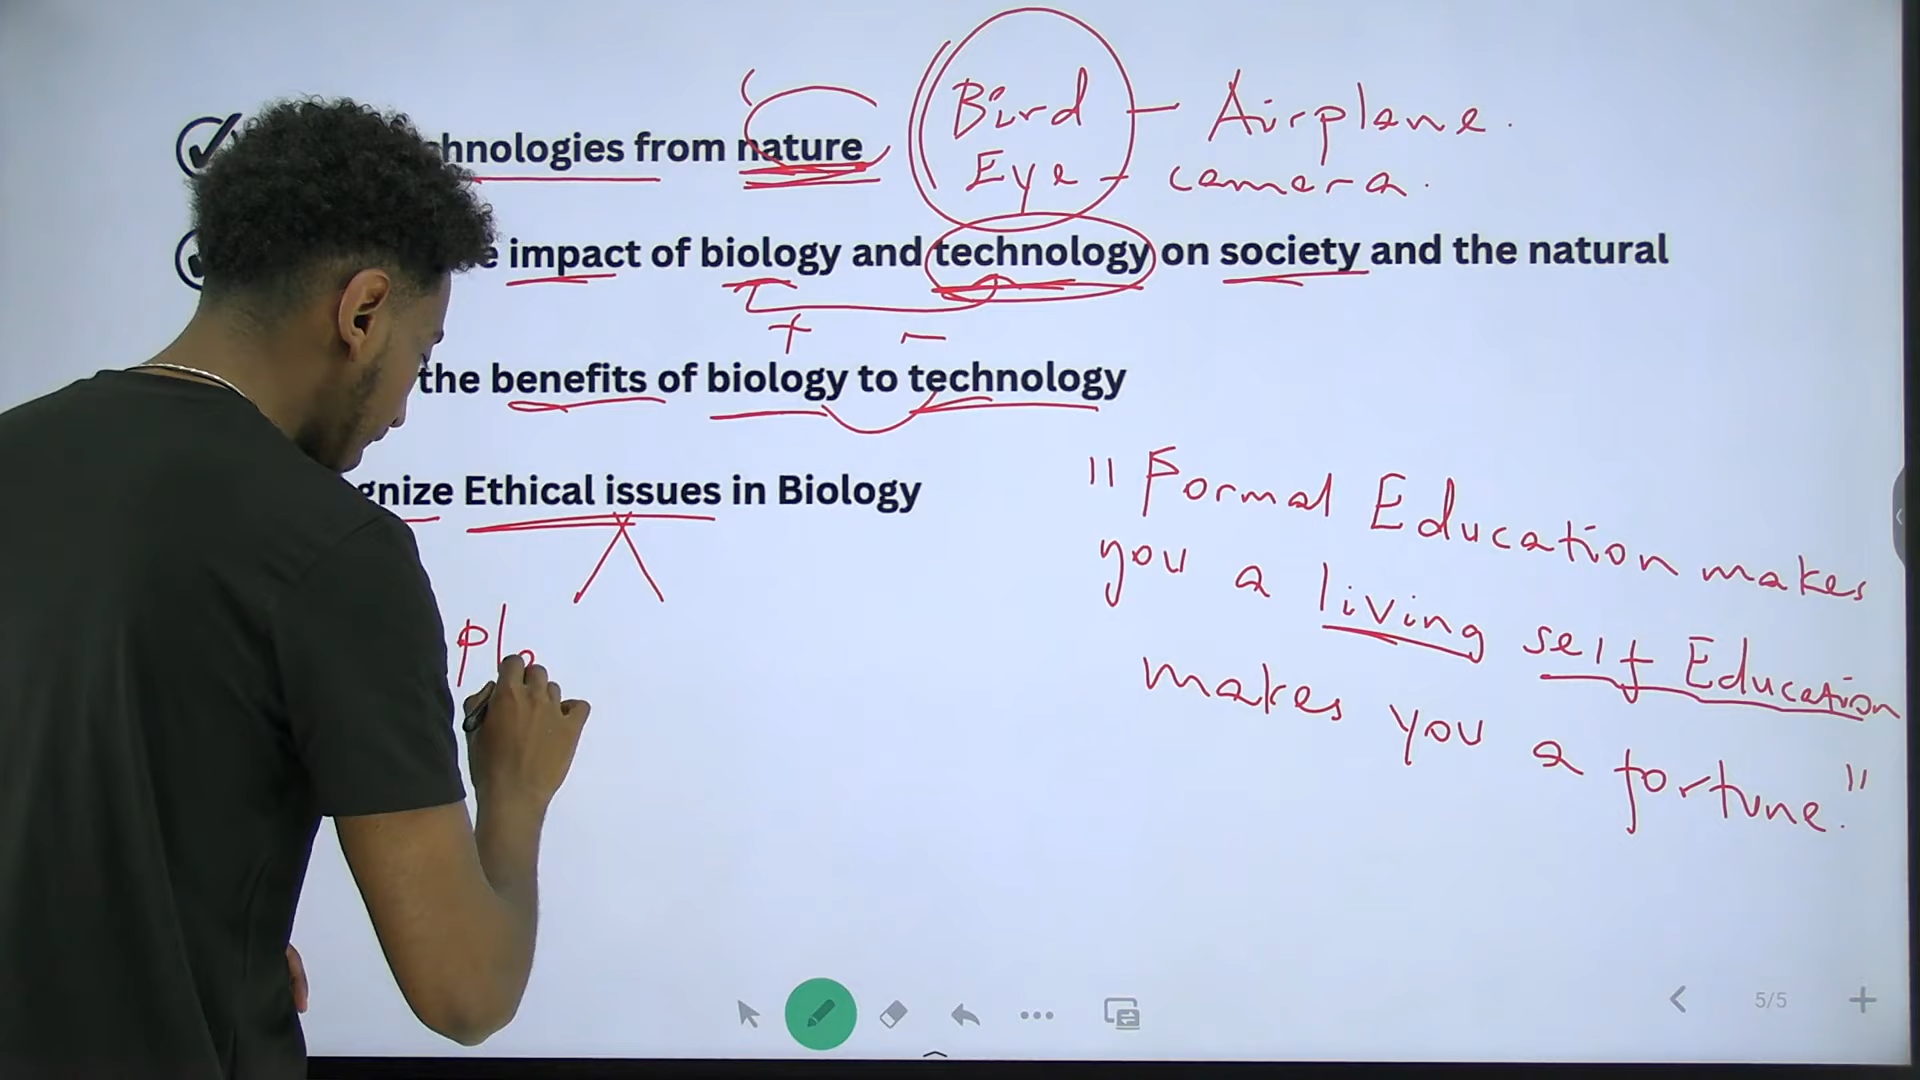 Bird – Airplane.
hnologies from nature
Eye – camera.
e impact of biology and technology on society and the natural
+ –
the benefits of biology to technology
gnize Ethical issues in Biology
" Formal Education makes
you a living self Education
makes you a fortune."
pla
5/5